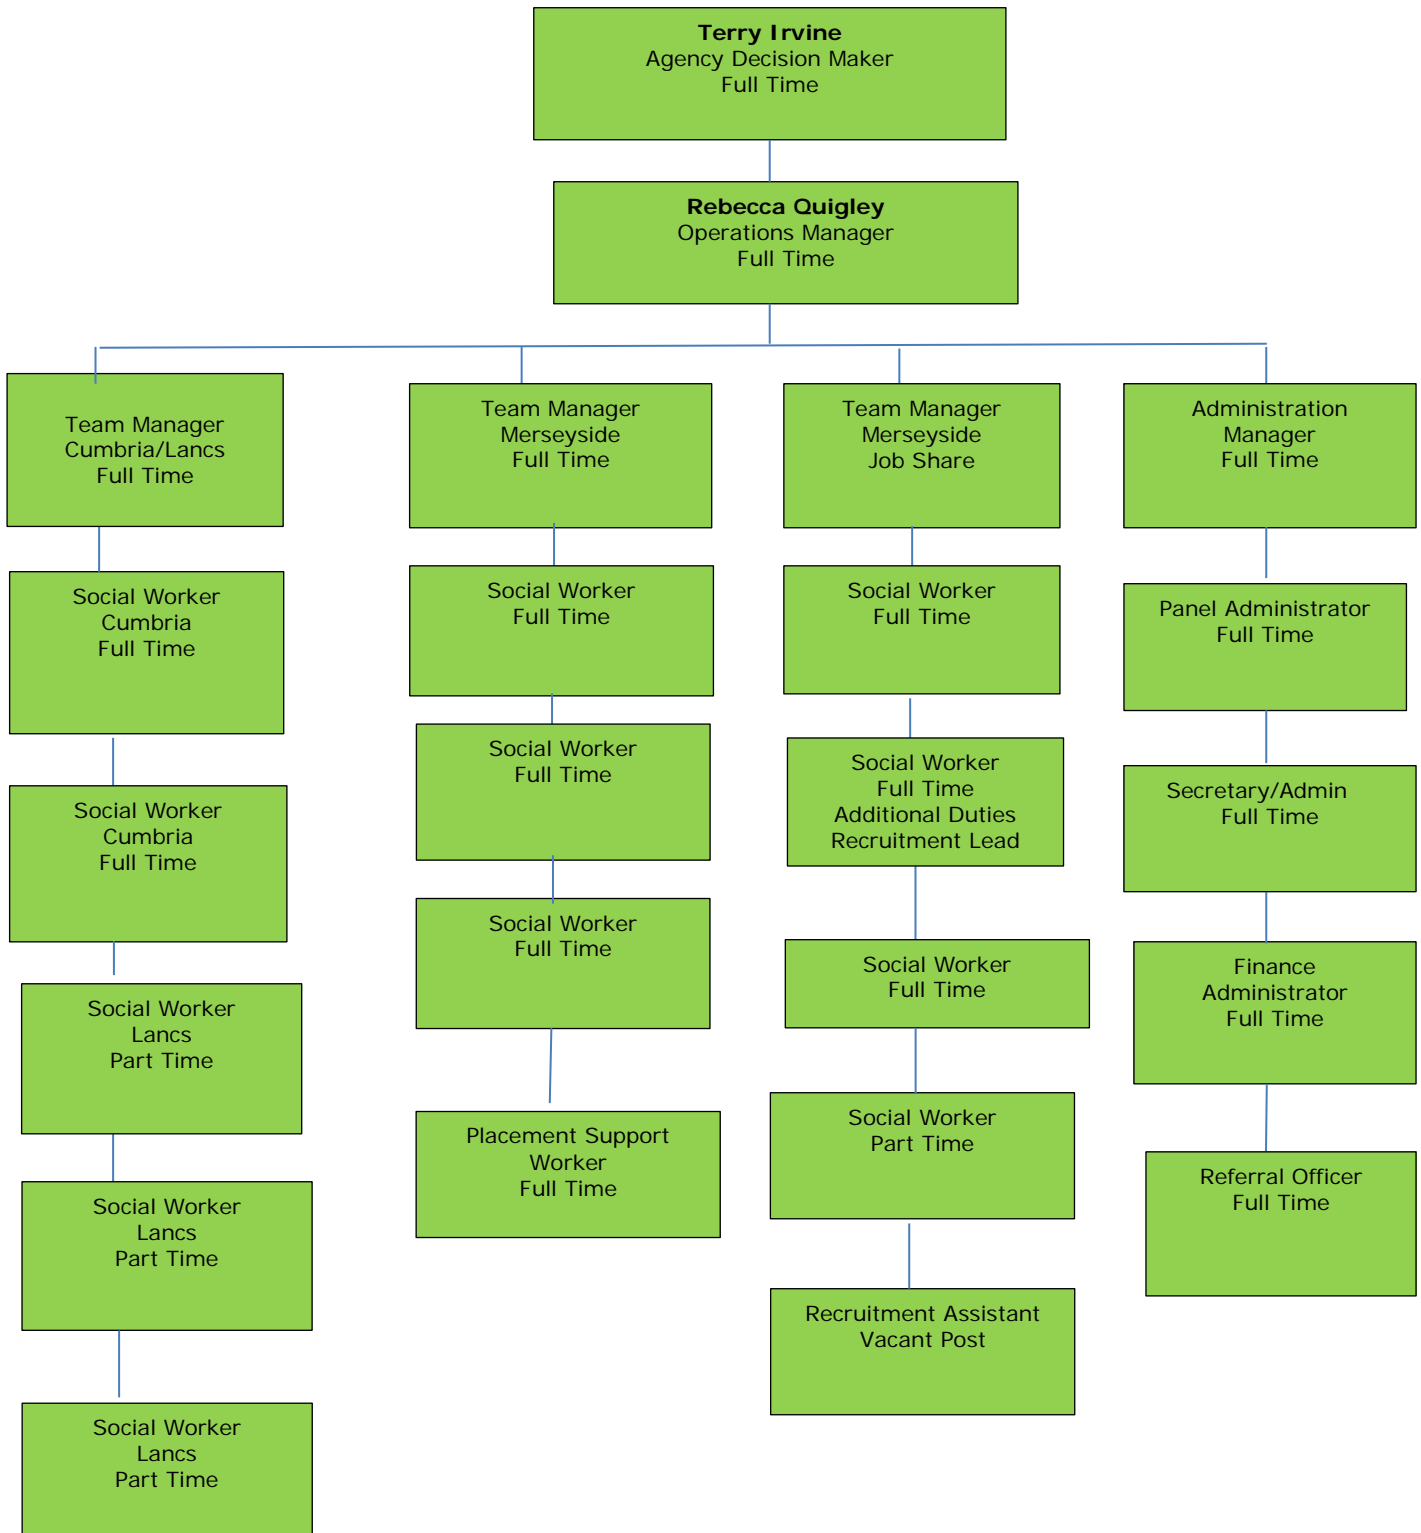 Terry Irvine
Agency Decision Maker
Full Time
Rebecca Quigley
Operations Manager
Full Time
Team Manager
Cumbria/Lancs
Full Time
Social Worker
Cumbria
Full Time
Social Worker
Cumbria
Full Time
Social Worker
Lancs
Part Time
Social Worker
Lancs
Part Time
Social Worker
Lancs
Part Time
Team Manager
Merseyside
Full Time
Social Worker
Full Time
Social Worker
Full Time
Social Worker
Full Time
Placement Support
Worker
Full Time
Team Manager
Merseyside
Job Share
Social Worker
Full Time
Social Worker
Full Time
Additional Duties
Recruitment Lead
Social Worker
Full Time
Social Worker
Part Time
Recruitment Assistant
Vacant Post
Administration
Manager
Full Time
Panel Administrator
Full Time
Secretary/Admin
Full Time
Finance
Administrator
Full Time
Referral Officer
Full Time